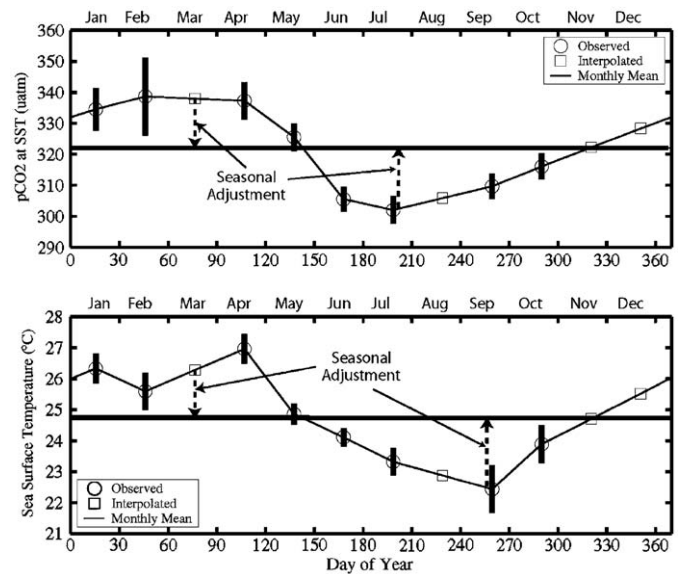 Jan Feb Mar Apr May Jun Jul Aug Sep Oct Nov Dec
360
350
340
330
320
310
300
290
pCO2 at SST (uatm)
Observed
Interpolated
Monthly Mean
Seasonal
Adjustment
0 30 60 90 120 150 180 210 240 270 300 330 360
Jan Feb Mar Apr May Jun Jul Aug Sep Oct Nov Dec
28
27
26
25
24
23
22
21
Sea Surface Temperature (°C)
Seasonal
Adjustment
Observed
Interpolated
Monthly Mean
0 30 60 90 120 150 180 210 240 270 300 330 360
Day of Year